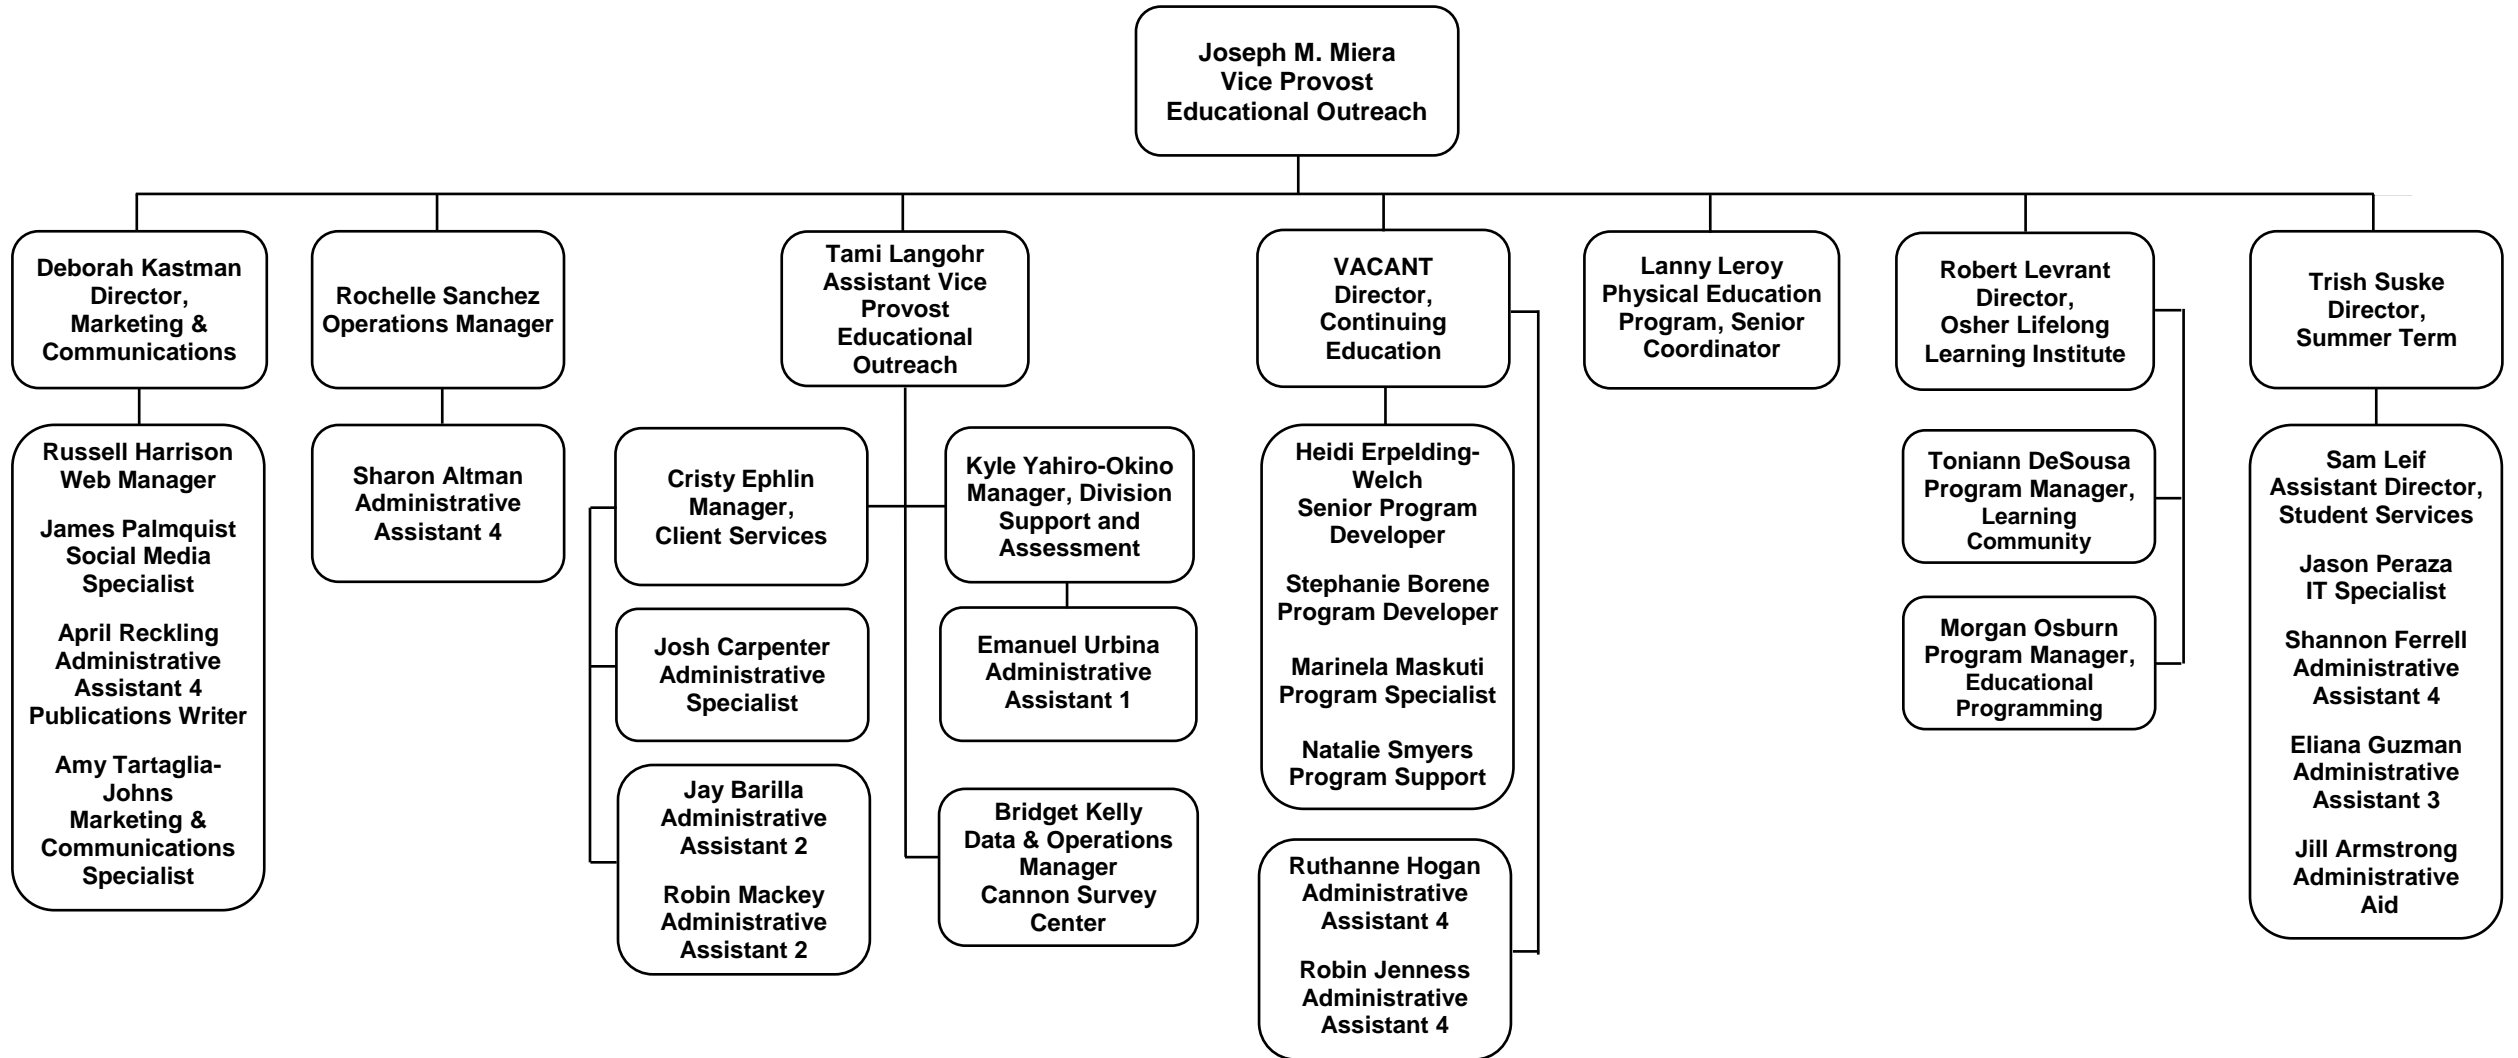 Joseph M. Miera
Vice Provost
Educational Outreach
Deborah Kastman
Director,
Marketing &
Communications
Rochelle Sanchez
Operations Manager
Tami Langohr
Assistant Vice
Provost
Educational
Outreach
VACANT
Director,
Continuing
Education
Lanny Leroy
Physical Education
Program, Senior
Coordinator
Robert Levrant
Director,
Osher Lifelong
Learning Institute
Trish Suske
Director,
Summer Term
Russell Harrison
Web Manager
James Palmquist
Social Media
Specialist
April Reckling
Administrative
Assistant 4
Publications Writer
Amy Tartaglia-
Johns
Marketing &
Communications
Specialist
Sharon Altman
Administrative
Assistant 4
Cristy Ephlin
Manager,
Client Services
Josh Carpenter
Administrative
Specialist
Jay Barilla
Administrative
Assistant 2
Robin Mackey
Administrative
Assistant 2
Kyle Yahiro-Okino
Manager, Division
Support and
Assessment
Emanuel Urbina
Administrative
Assistant 1
Bridget Kelly
Data & Operations
Manager
Cannon Survey
Center
Heidi Erpelding-
Welch
Senior Program
Developer
Stephanie Borene
Program Developer
Marinela Maskuti
Program Specialist
Natalie Smyers
Program Support
Ruthanne Hogan
Administrative
Assistant 4
Robin Jenness
Administrative
Assistant 4
Toniann DeSousa
Program Manager,
Learning
Community
Morgan Osburn
Program Manager,
Educational
Programming
Sam Leif
Assistant Director,
Student Services
Jason Peraza
IT Specialist
Shannon Ferrell
Administrative
Assistant 4
Eliana Guzman
Administrative
Assistant 3
Jill Armstrong
Administrative
Aid